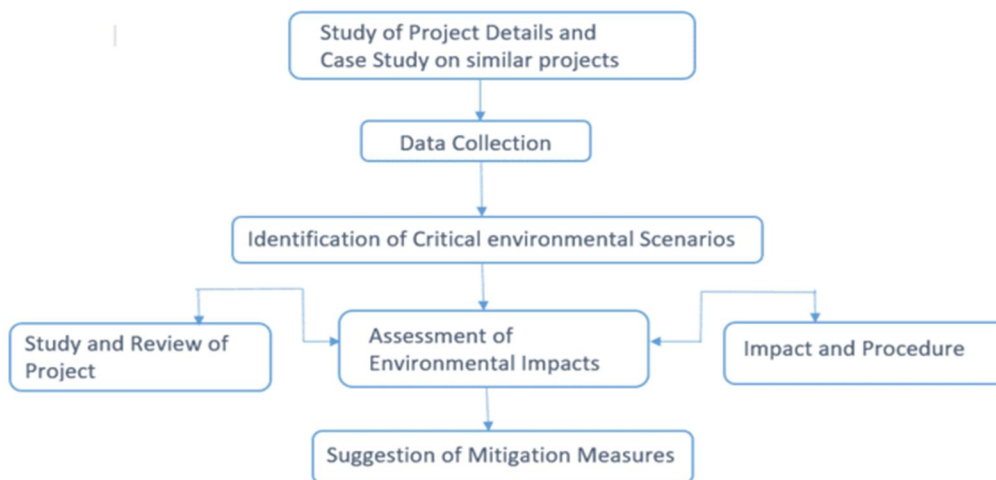 Study of Project Details and
Case Study on similar projects
Data Collection
Identification of Critical environmental Scenarios
Study and Review of
Project
Assessment of
Environmental Impacts
Impact and Procedure
Suggestion of Mitigation Measures